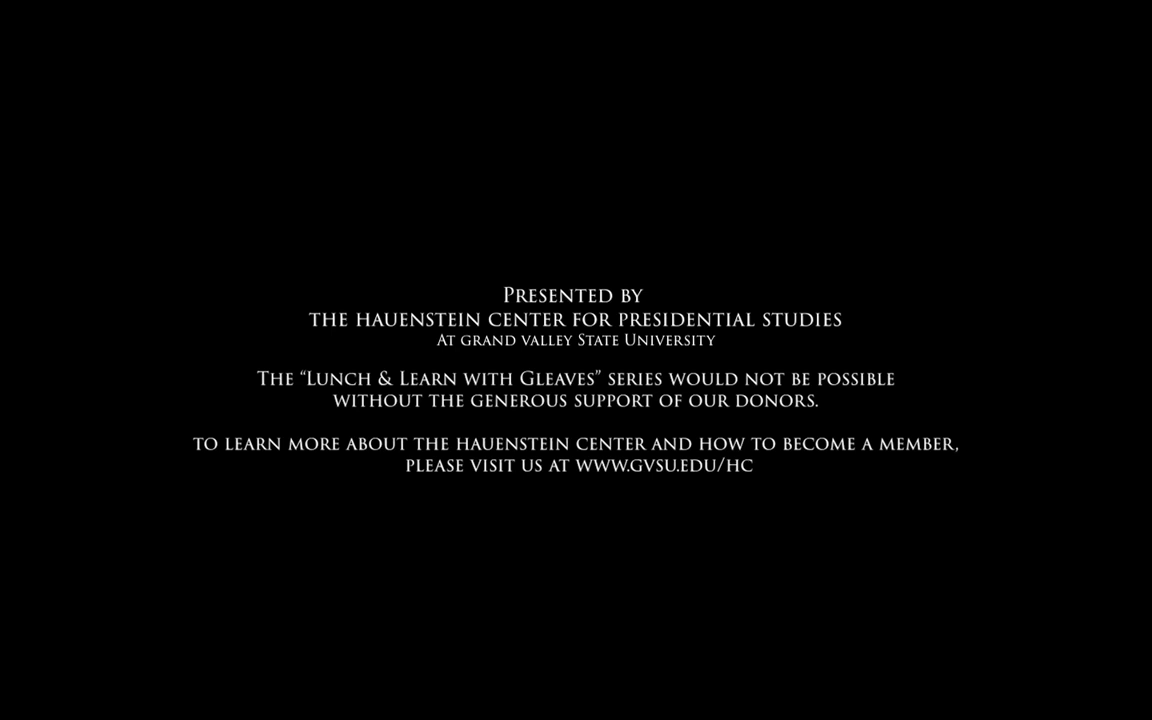 Presented by
THE HAUENSTEIN CENTER FOR PRESIDENTIAL STUDIES
At grand valley State University
The “Lunch & Learn with Gleaves” series would not be possible
without the generous support of our donors.
to learn more about the hauenstein center and how to become a member,
please visit us at www.gvsu.edu/hc